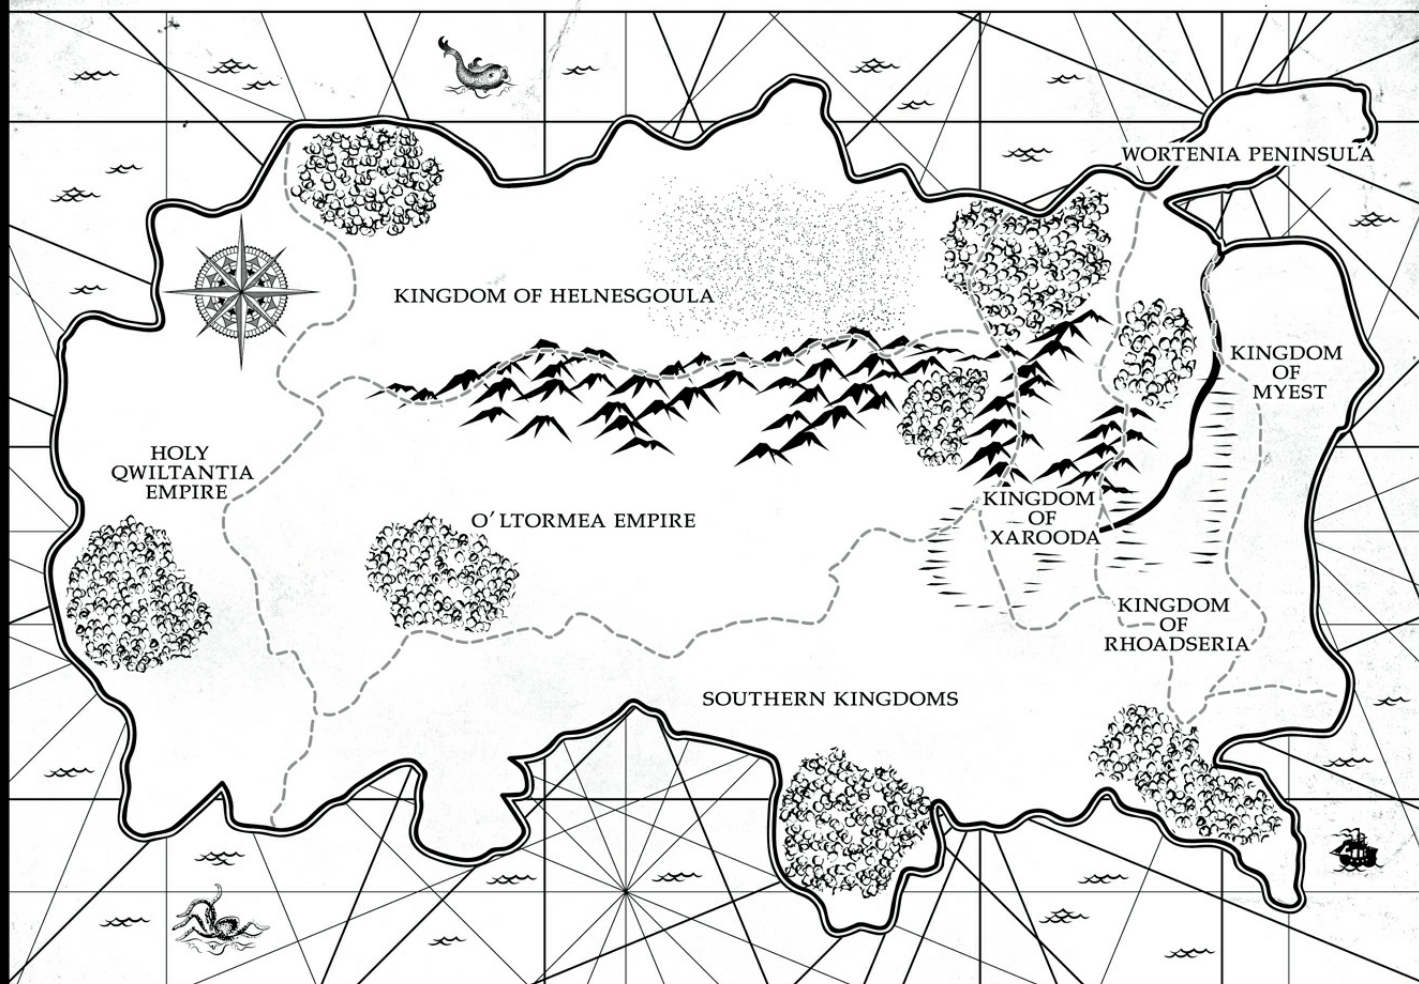 WORTENIA PENINSULA
KINGDOM OF HELNESGOULA
KINGDOM
OF
MYEST
HOLY
QWILTANTIA
EMPIRE
O'LTORMEA EMPIRE
KINGDOM
OF
XAROODA
KINGDOM
OF
RHOADSERIA
SOUTHERN KINGDOMS